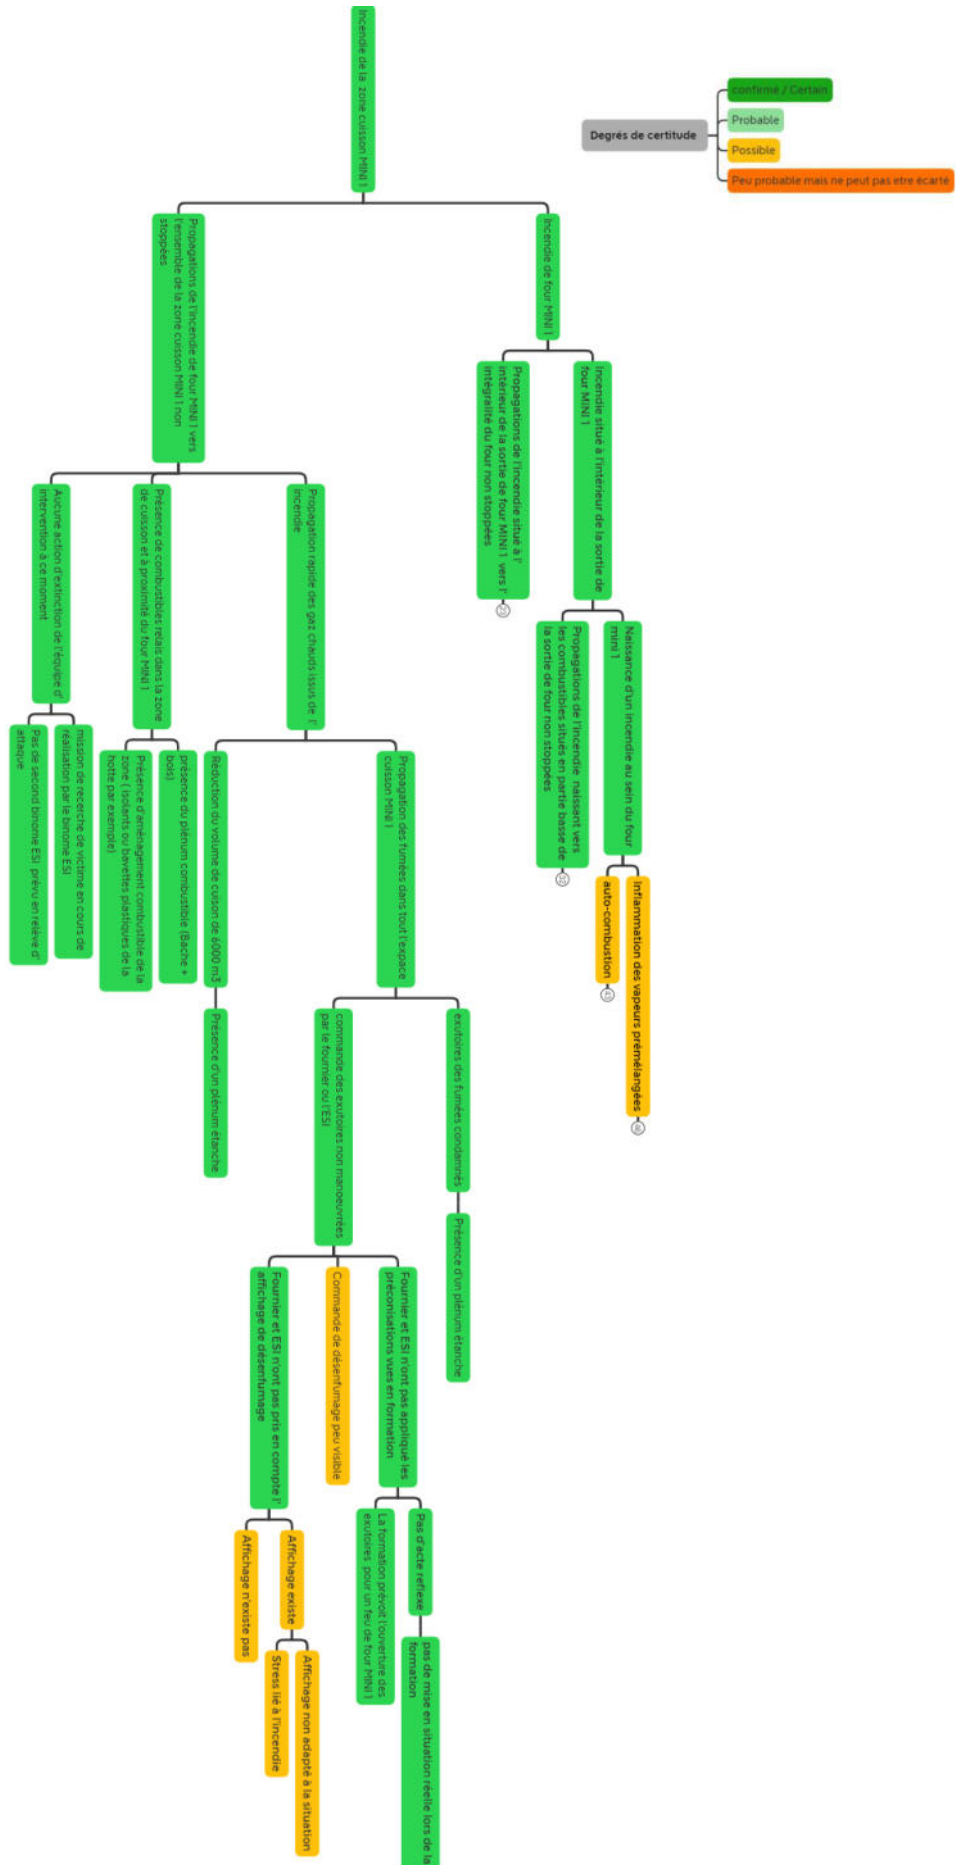 Degrés de certitude
confirmé / Certain
Probable
Possible
Peu probable mais ne peut pas etre écarté
Incendie de la zone cuisson MINI 1
Incendie de four MINI 1
Incendie situé à l'intérieur de la sortie de
four MINI 1
Naissance d'un incendie au sein du four
mini 1
Inflammation des vapeurs prémélangées
auto-combustion
Propagations de l'incendie naissant vers
les combustibles situés en partie basse de
la sortie de four non stoppées
Propagations de l'incendie situé à l'
intérieur de la sortie de four MINI 1 vers l'
intégralité du four non stoppées
Propagations de l'incendie de four MINI 1 vers
l'ensemble de la zone cuisson MINI 1 non
stoppées
Propagation rapide des gaz chauds issus de l'
incendie
Propagation des fumées dans tout l'expace
cuisson MINI 1
exutoires des fumées condamnés
Présence d'un plénum étanche
commande des exutoires non manoeuvrées
par le fournier ou l'ESI
Fournier et ESI n'ont pas appliqué les
préconisations vues en formation
Pas d'acte reflexe
pas de mise en situation réelle lors de la
formation
La formation prévoit l'ouverture des
exutoires pour un feu de four MINI 1
Commande de désenfumage peu visible
Fournier et ESI n'ont pas pris en compte l'
affichage de désenfumage
Affichage existe
Affichage non adapté à la situation
Stress lié à l'incendie
Affichage n'existe pas
Réduction du volume de cuison de 6000 m3
Présence d'un plénum étanche
Présence de combustibles relais dans la zone
de cuisson et à proximité du four MINI 1
présence du plénum combustible (Bache +
bois)
Présence d'aménagement combustible de la
zone ( isolants ou bavettes plastiques de la
hotte par exemple)
Aucune action d'extinction de l'équipe d'
intervention à ce moment
mission de recerche de victime en cours de
réalisation par le binome ESI
Pas de second binome ESI prévu en relève d'
attaque